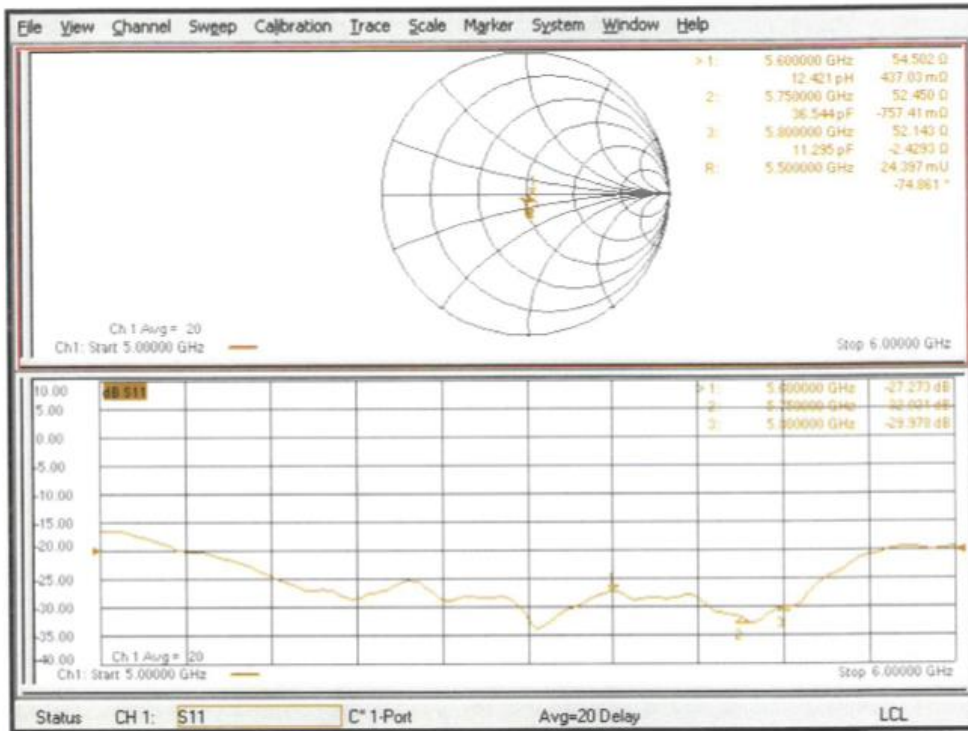 File View Channel Sweep Calibration Trace Scale Marker System Window Help
> 1: 5.600000 GHz 54.502 Ω
12.421 pH 437.03 mΩ
2: 5.750000 GHz 52.450 Ω
36.544 pF -757.41 mΩ
3: 5.800000 GHz 52.143 Ω
11.295 pF -2.4293 Ω
R: 5.500000 GHz 24.397 mU
-74.861 °
Ch 1 Avg = 20
Ch1: Start 5.00000 GHz
Stop 6.00000 GHz
10.00
dB S11
> 1: 5.600000 GHz -27.273 dB
5.00
2:
3: -29.978 dB
0.00
-5.00
-10.00
-15.00
-20.00
-25.00
-30.00
-35.00
-40.00
1
2
3
Ch 1 Avg = 20
Ch1: Start 5.00000 GHz
Stop 6.00000 GHz
Status CH 1: S11 C* 1-Port Avg=20 Delay LCL